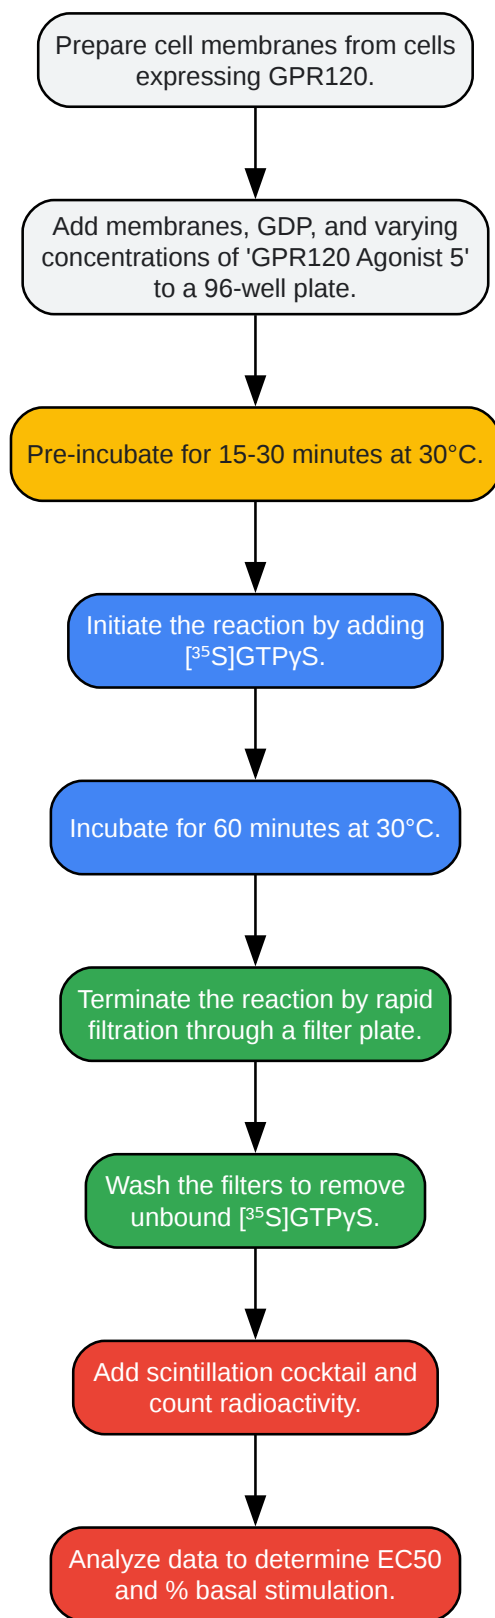 Prepare cell membranes from cells
expressing GPR120.
Add membranes, GDP, and varying
concentrations of 'GPR120 Agonist 5'
to a 96-well plate.
Pre-incubate for 15-30 minutes at 30°C.
Initiate the reaction by adding
[³⁵S]GTPγS.
Incubate for 60 minutes at 30°C.
Terminate the reaction by rapid
filtration through a filter plate.
Wash the filters to remove
unbound [³⁵S]GTPγS.
Add scintillation cocktail and
count radioactivity.
Analyze data to determine EC50
and % basal stimulation.